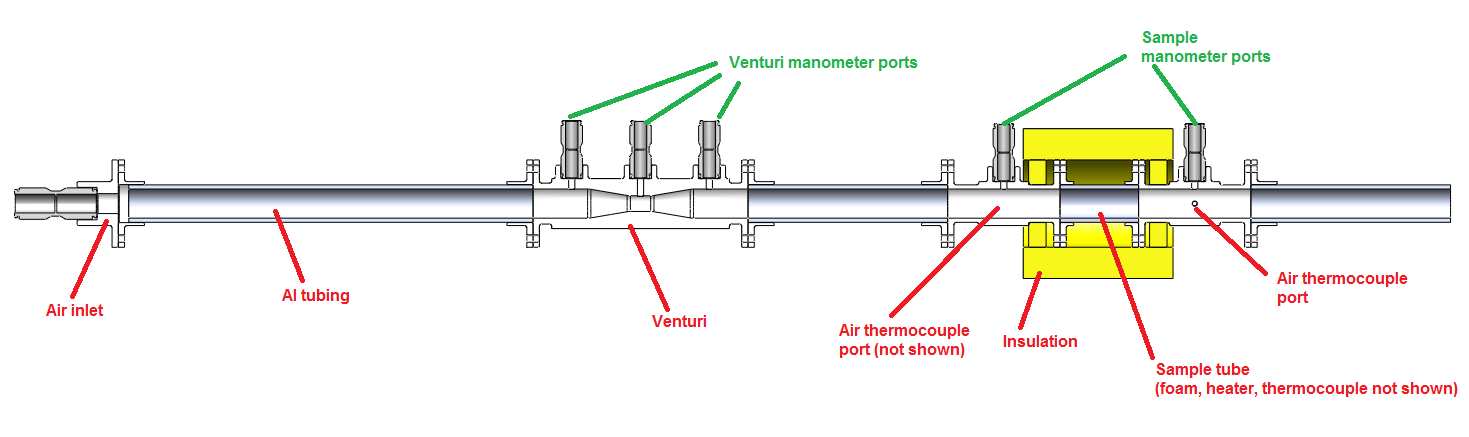 Sample
manometer ports
Venturi manometer ports
Al tubing
Air inlet
Venturi
Air thermocouple
port (not shown)
Insulation
Air thermocouple
port
Sample tube
(foam, heater, thermocouple not shown)